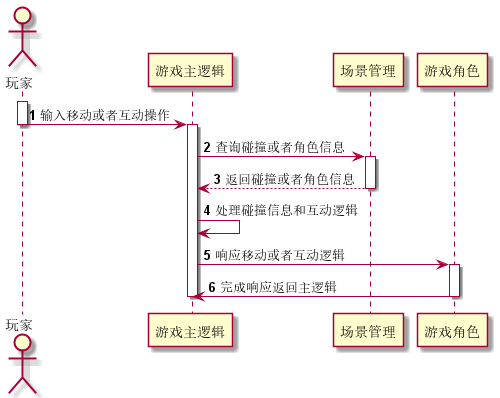 游戏主逻辑
场景管理
游戏角色
玩家
1 输入移动或者互动操作
2 查询碰撞或者角色信息
3 返回碰撞或者角色信息
4 处理碰撞信息和互动逻辑
5 响应移动或者互动逻辑
6 完成响应返回主逻辑
玩家
游戏主逻辑
场景管理
游戏角色